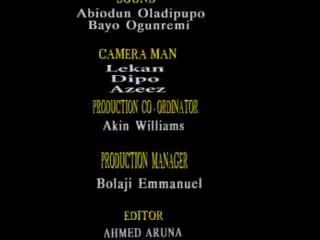 SOUND
Abiodun Oladipupo
Bayo Ogunremi
CAMERA MAN
Lekan
Dipo
Azeez
PRODUCTION CO-ORDINATOR
Akin Williams
PRODUCTION MANAGER
Bolaji Emmanuel
EDITOR
AHMED ARUNA